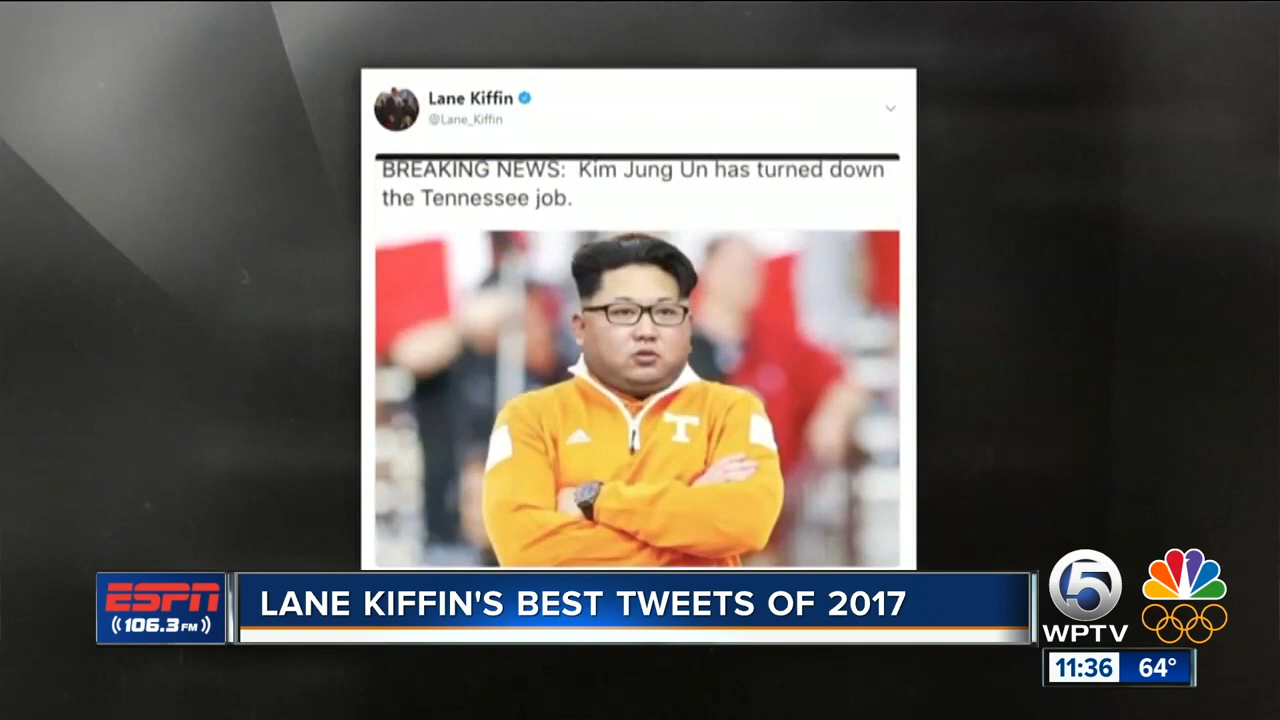 Lane Kiffin
@Lane_Kiffin
BREAKING NEWS: Kim Jung Un has turned down
the Tennessee job.
T
ESPN
106.3 FM
LANE KIFFIN'S BEST TWEETS OF 2017
5
WPTV
11:36 64°